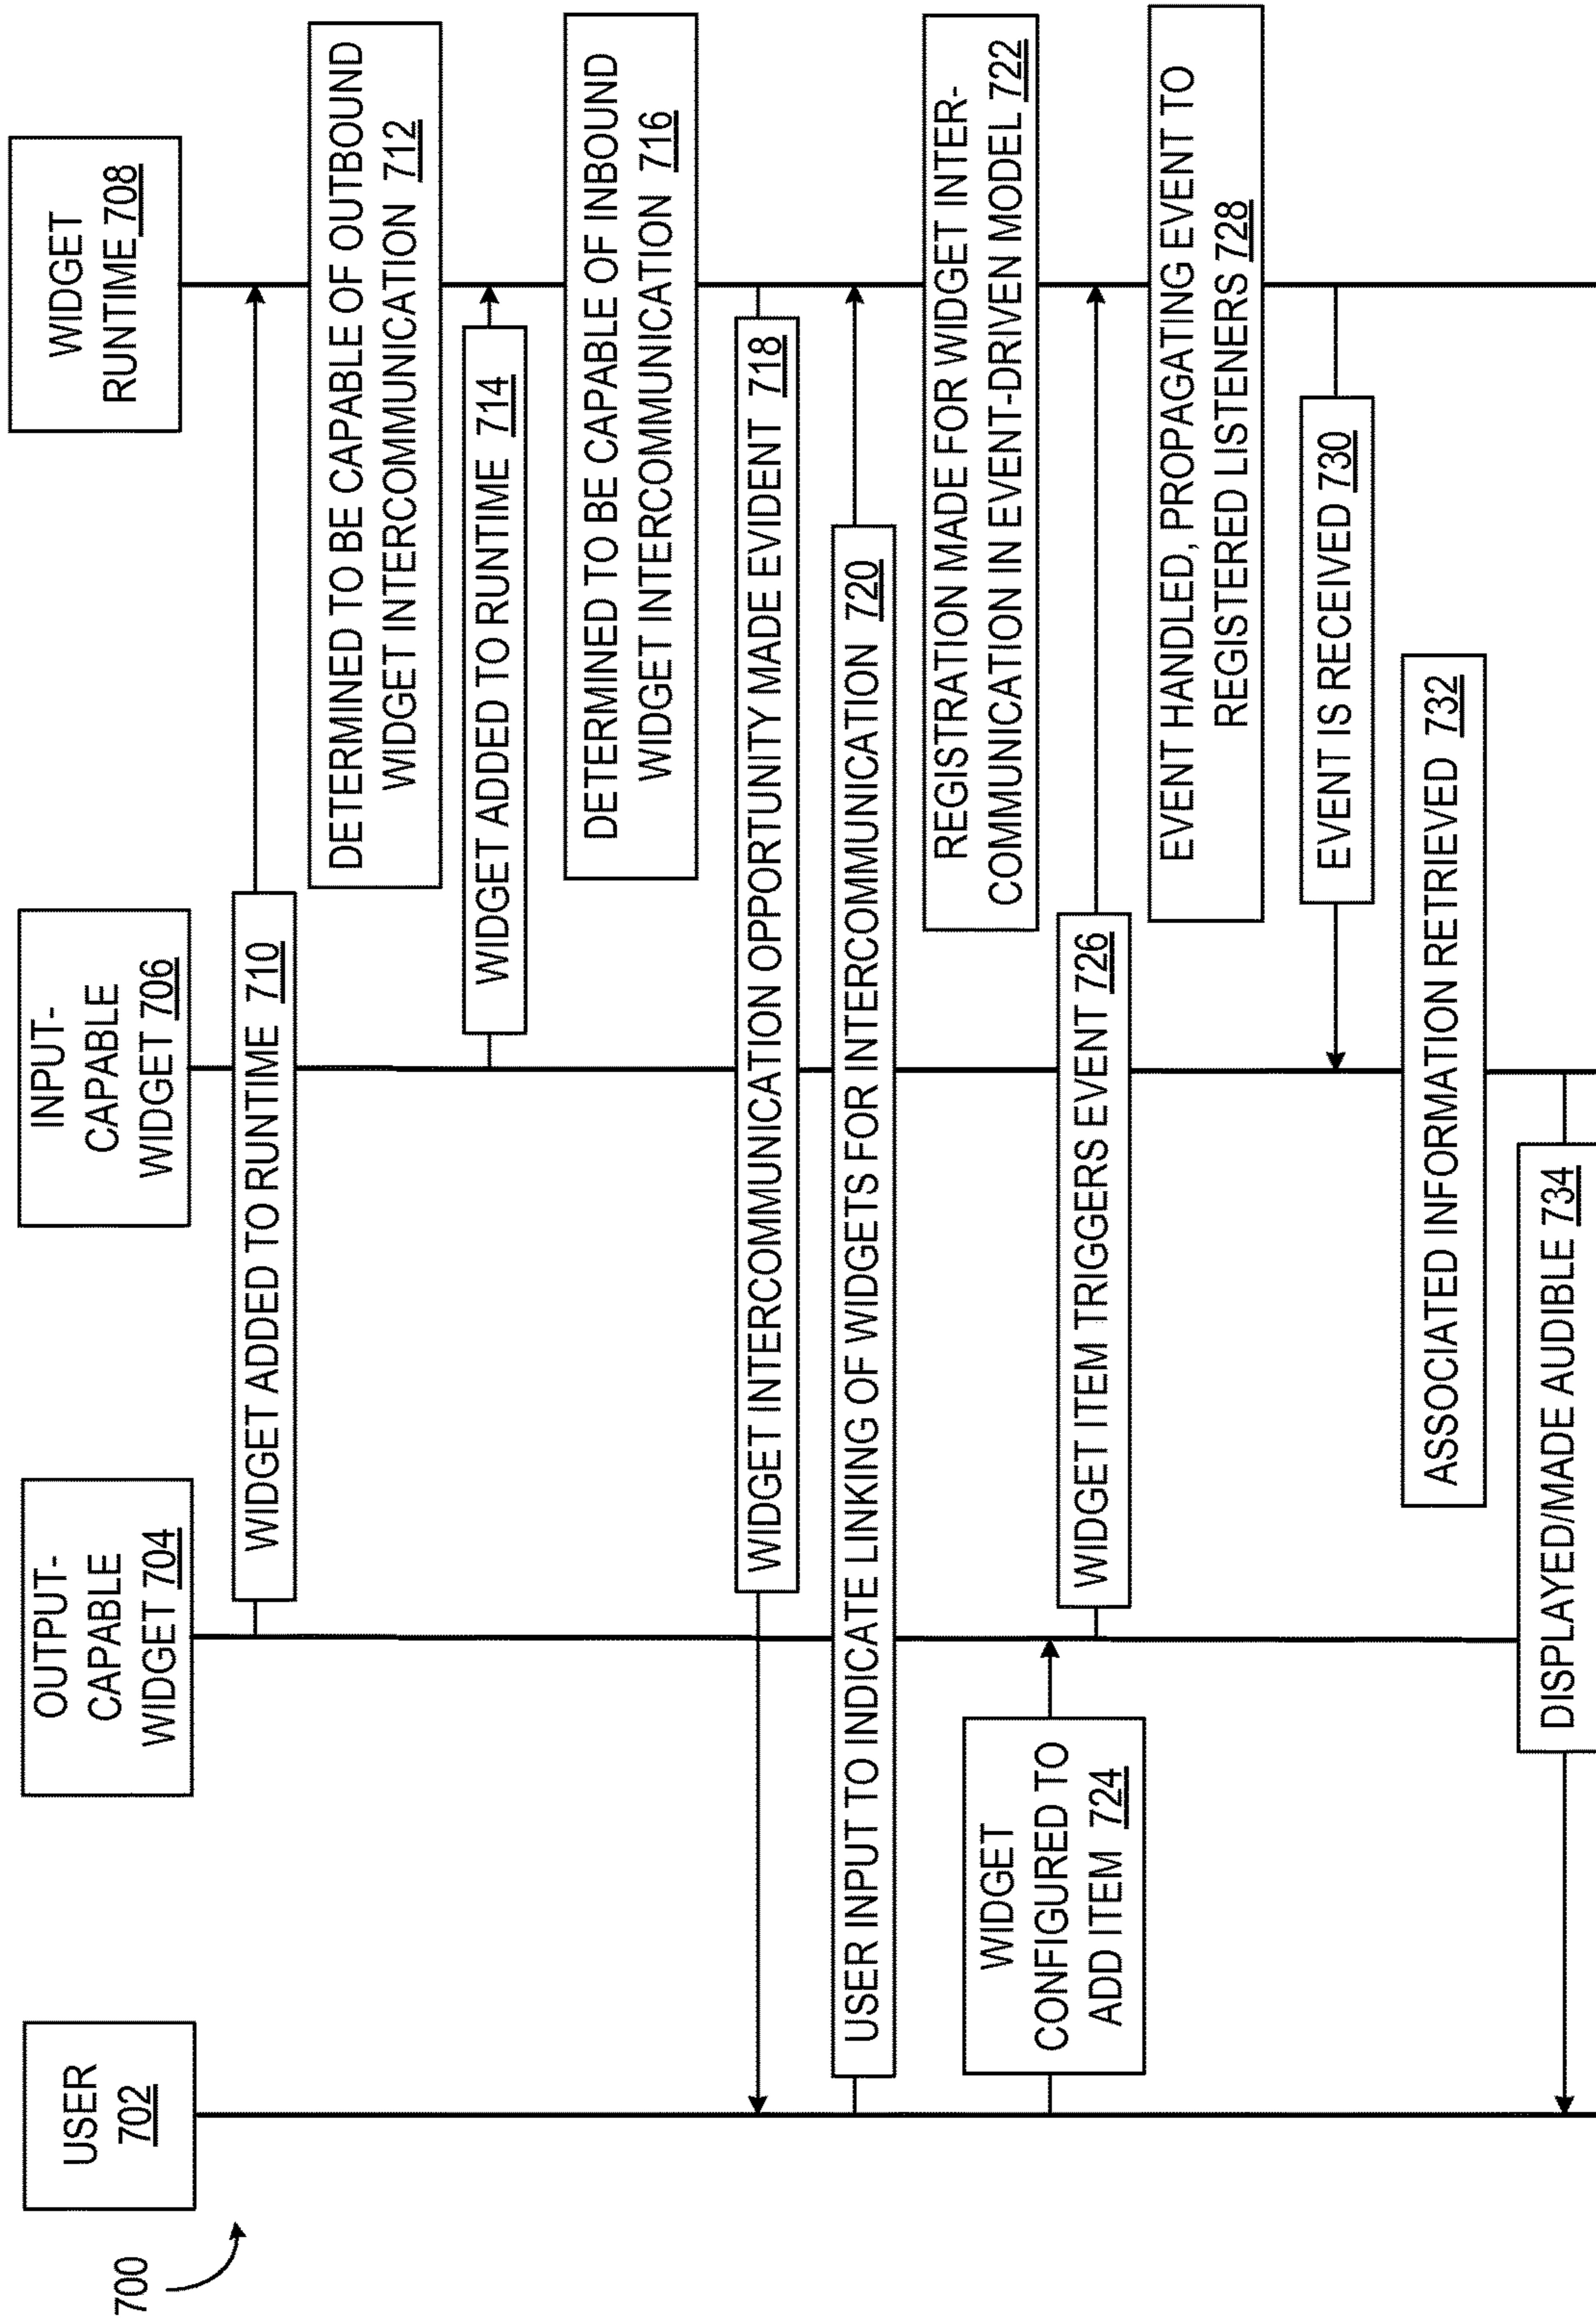 700
USER
702
OUTPUT-
CAPABLE
WIDGET 704
INPUT-
CAPABLE
WIDGET 706
WIDGET
RUNTIME 708
WIDGET ADDED TO RUNTIME 710
DETERMINED TO BE CAPABLE OF OUTBOUND
WIDGET INTERCOMMUNICATION 712
WIDGET ADDED TO RUNTIME 714
DETERMINED TO BE CAPABLE OF INBOUND
WIDGET INTERCOMMUNICATION 716
WIDGET INTERCOMMUNICATION OPPORTUNITY MADE EVIDENT 718
USER INPUT TO INDICATE LINKING OF WIDGETS FOR INTERCOMMUNICATION 720
REGISTRATION MADE FOR WIDGET INTER-
COMMUNICATION IN EVENT-DRIVEN MODEL 722
WIDGET
CONFIGURED TO
ADD ITEM 724
WIDGET ITEM TRIGGERS EVENT 726
EVENT HANDLED, PROPAGATING EVENT TO
REGISTERED LISTENERS 728
EVENT IS RECEIVED 730
ASSOCIATED INFORMATION RETRIEVED 732
DISPLAYED/MADE AUDIBLE 734